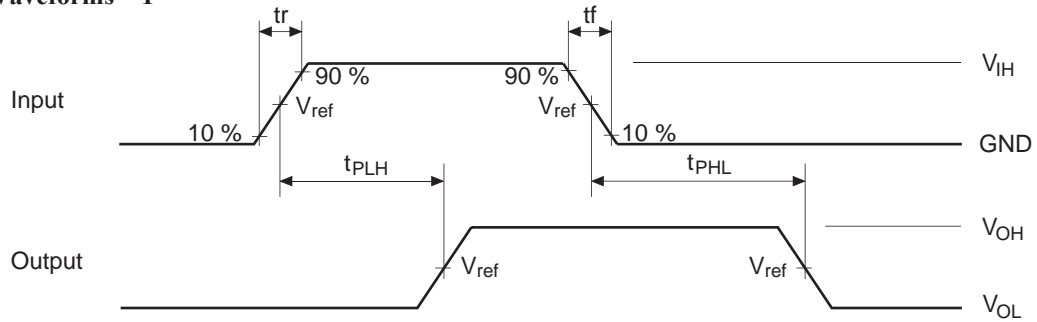 tr
tf
90 %
90 %
VIH
Input
Vref
Vref
10 %
10 %
GND
tPLH
tPHL
VOH
Output
Vref
Vref
VOL